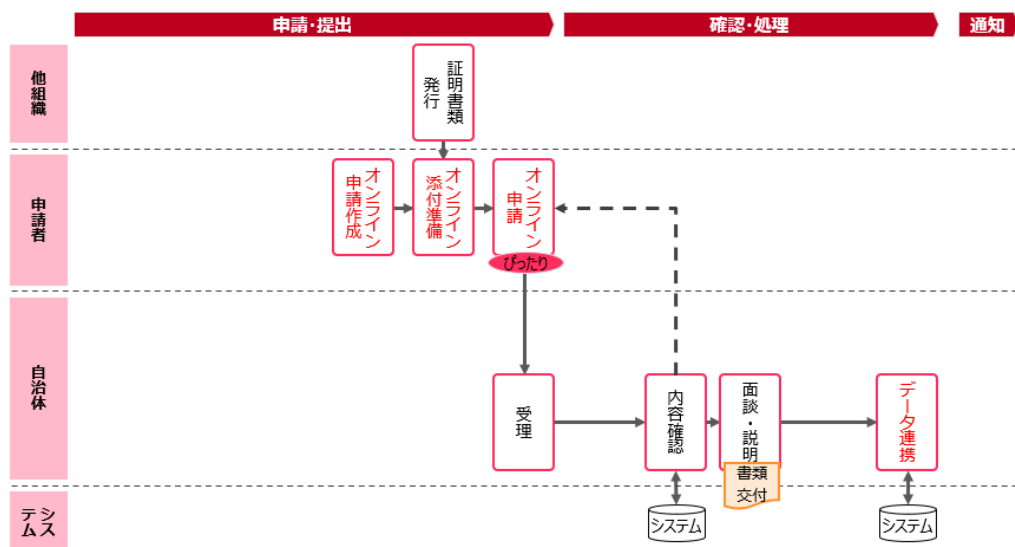 申請・提出
確認・処理
通知
他組織
証明書類
発行
申請者
オンライン
申請作成
オンライン
添付準備
オンライン
申請
ぴったり
自治体
受理
内容確認
面談・説明
書類
交付
データ連携
シス
テム
システム
システム